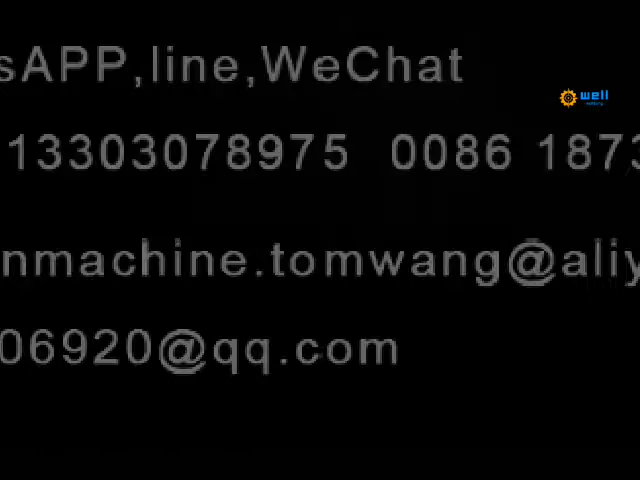 sAPP,line,WeChat
well
13303078975 0086 1873
nmachine.tomwang@aliy
06920@qq.com